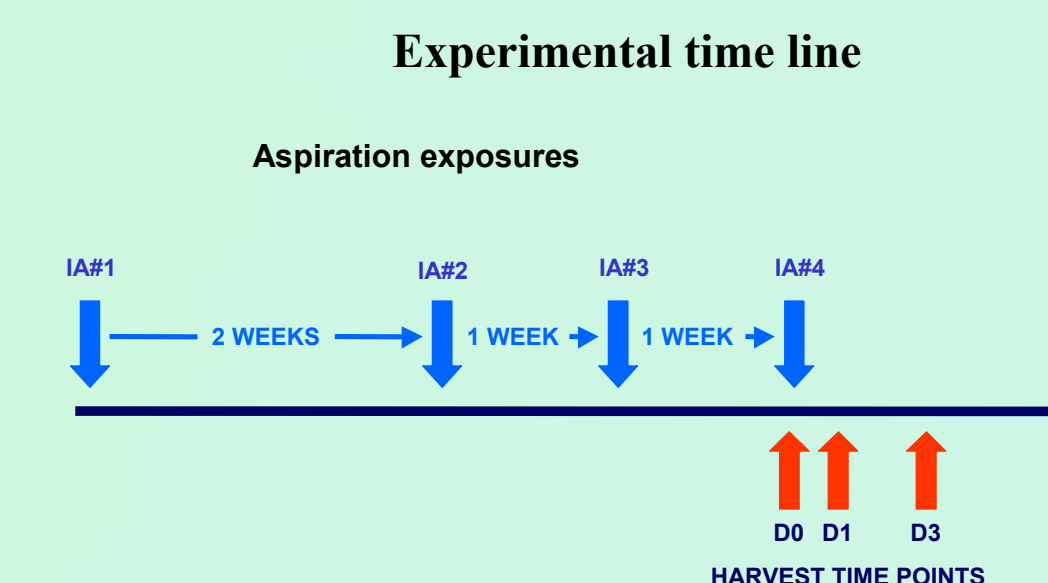 Experimental time line
Aspiration exposures
IA#1 IA#2 IA#3 IA#4
2 WEEKS 1 WEEK 1 WEEK
D0 D1 D3
HARVEST TIME POINTS